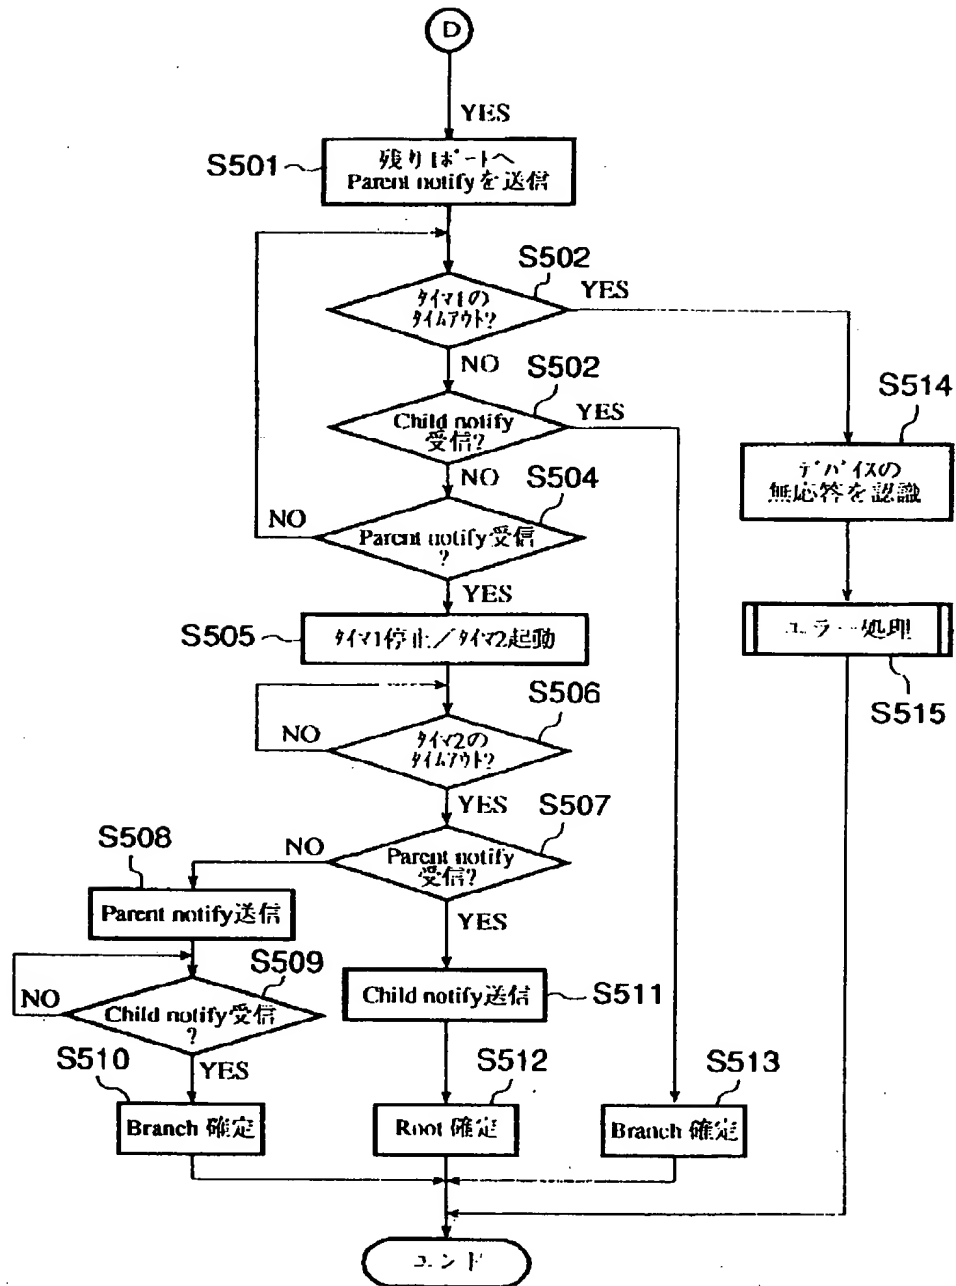 D
YES
S501
残り1ポートへ
Parent notifyを送信
S502
タイマ1の
タイムアウト?
YES
NO
S502
Child notify
受信?
YES
NO
S504
Parent notify受信
?
NO
YES
S514
デバイスの
無応答を認識
エラー処理
S515
S505
タイマ1停止/タイマ2起動
S506
タイマ2の
タイムアウト?
NO
YES
S507
Parent notify
受信?
NO
YES
S508
Parent notify送信
S509
Child notify受信
?
NO
YES
S510
Branch 確定
Child notify送信
S511
S512
Root 確定
S513
Branch 確定
エンド